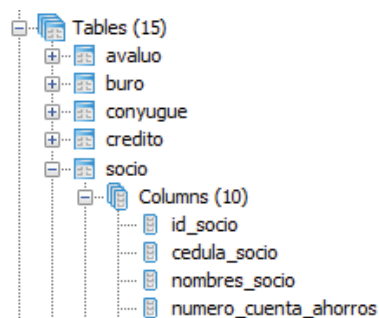 Tables (15)
avaluo
buro
conyugue
credito
socio
Columns (10)
id_socio
cedula_socio
nombres_socio
numero_cuenta_ahorros